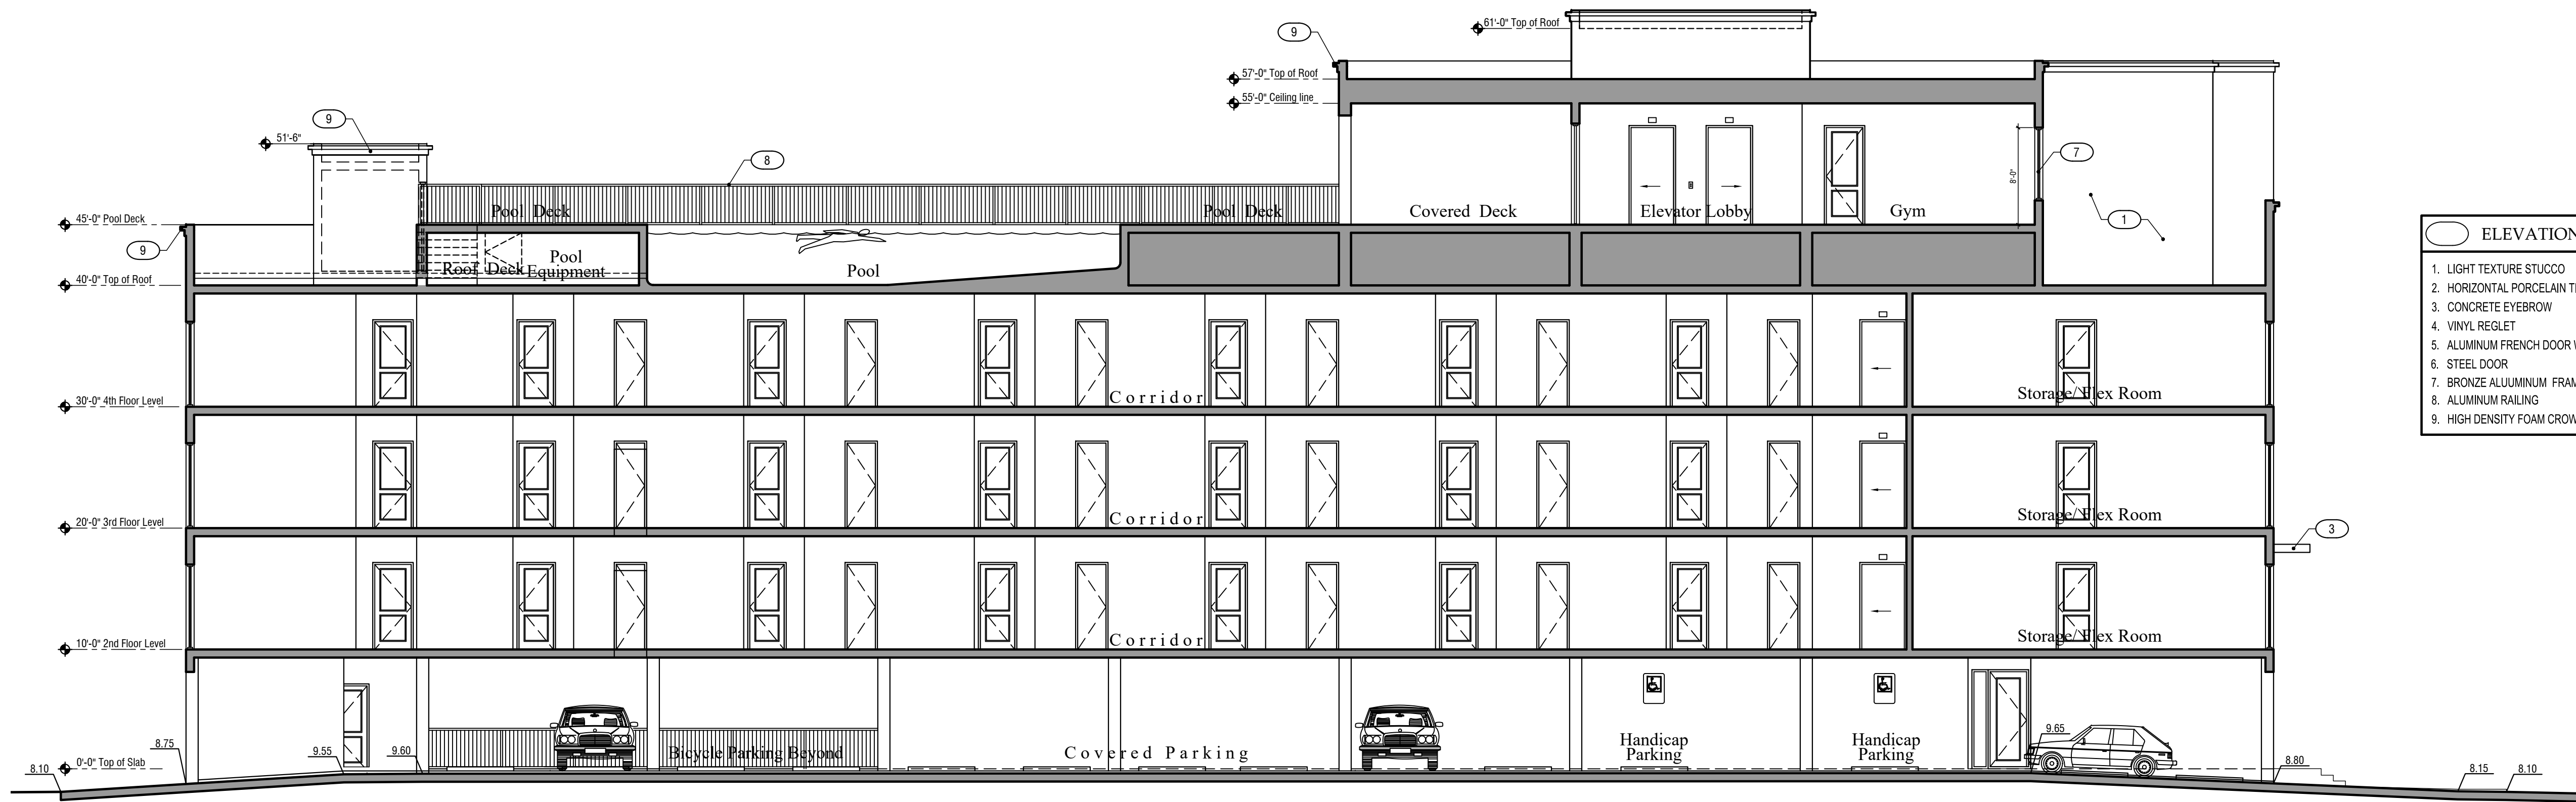 61'-0" Top of Roof
9
57'-0" Top of Roof
55'-0" Ceiling line
9
51'-6"
8
7
8'-0"
1
45'-0" Pool Deck
Pool Deck
Pool Deck
Covered Deck
Elevator Lobby
Gym
9
Roof Deck
Pool
Equipment
Pool
40'-0" Top of Roof
ELEVATION
1. LIGHT TEXTURE STUCCO
2. HORIZONTAL PORCELAIN
3. CONCRETE EYEBROW
4. VINYL REGLET
5. ALUMINUM FRENCH DOOR
6. STEEL DOOR
7. BRONZE ALUUMINUM FRAM
8. ALUMINUM RAILING
9. HIGH DENSITY FOAM CROW
30'-0" 4th Floor Level
Corridor
Storage/Flex Room
20'-0" 3rd Floor Level
Corridor
Storage/Flex Room
3
10'-0" 2nd Floor Level
Corridor
Storage/Flex Room
8.75
9.55
9.60
Bicycle Parking Beyond
Covered Parking
Handicap
Parking
Handicap
Parking
9.65
0'-0" Top of Slab
8.10
8.80
8.15
8.10